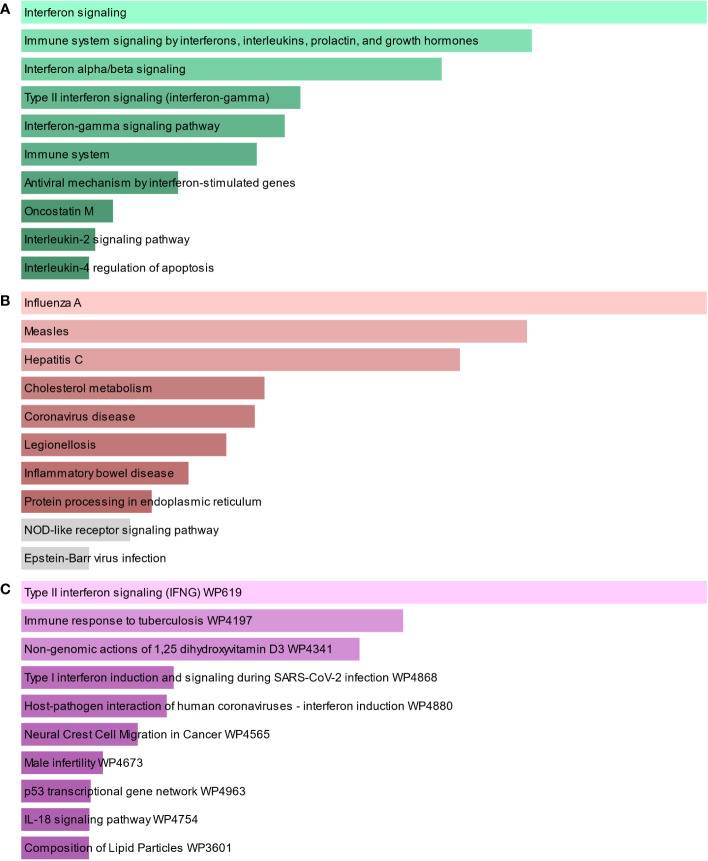 A
Interferon signaling
Immune system signaling by interferons, interleukins, prolactin, and growth hormones
Interferon alpha/beta signaling
Type II interferon signaling (interferon-gamma)
Interferon-gamma signaling pathway
Immune system
Antiviral mechanism by interferon-stimulated genes
Oncostatin M
Interleukin-2 signaling pathway
Interleukin-4 regulation of apoptosis
B
Influenza A
Measles
Hepatitis C
Cholesterol metabolism
Coronavirus disease
Legionellosis
Inflammatory bowel disease
Protein processing in endoplasmic reticulum
NOD-like receptor signaling pathway
Epstein-Barr virus infection
C
Type II interferon signaling (IFNG) WP619
Immune response to tuberculosis WP4197
Non-genomic actions of 1,25 dihydroxyvitamin D3 WP4341
Type I interferon induction and signaling during SARS-CoV-2 infection WP4868
Host-pathogen interaction of human coronaviruses - interferon induction WP4880
Neural Crest Cell Migration in Cancer WP4565
Male infertility WP4673
p53 transcriptional gene network WP4963
IL-18 signaling pathway WP4754
Composition of Lipid Particles WP3601